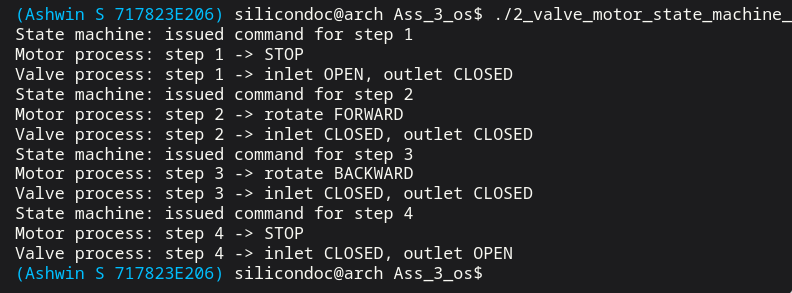 (Ashwin S 717823E206) silicondoc@arch Ass_3_os$ ./2_valve_motor_state_machine_
State machine: issued command for step 1
Motor process: step 1 -> STOP
Valve process: step 1 -> inlet OPEN, outlet CLOSED
State machine: issued command for step 2
Motor process: step 2 -> rotate FORWARD
Valve process: step 2 -> inlet CLOSED, outlet CLOSED
State machine: issued command for step 3
Motor process: step 3 -> rotate BACKWARD
Valve process: step 3 -> inlet CLOSED, outlet CLOSED
State machine: issued command for step 4
Motor process: step 4 -> STOP
Valve process: step 4 -> inlet CLOSED, outlet OPEN
(Ashwin S 717823E206) silicondoc@arch Ass_3_os$